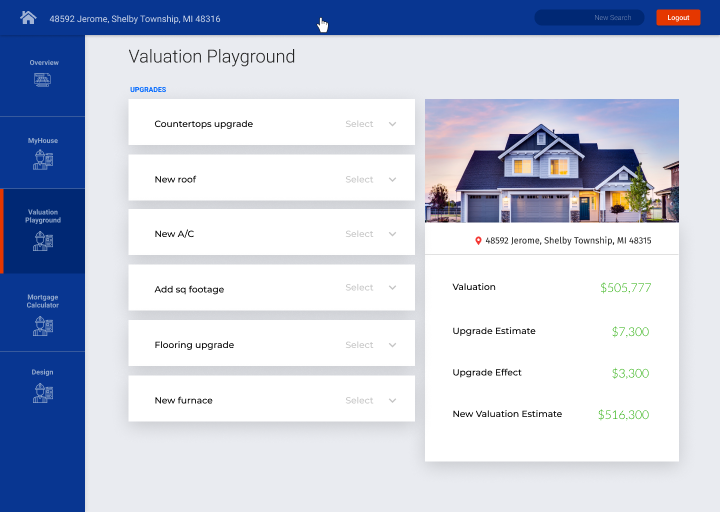 48592 Jerome, Shelby Township, MI 48316
New Search
Logout
Overview
MyHouse
Valuation
Playground
Mortgage
Calculator
Design
Valuation Playground
UPGRADES
Countertops upgrade Select
New roof Select
New A/C Select
Add sq footage Select
Flooring upgrade Select
New furnace Select
48592 Jerome, Shelby Township, MI 48315
Valuation $505,777
Upgrade Estimate $7,300
Upgrade Effect $3,300
New Valuation Estimate $516,300